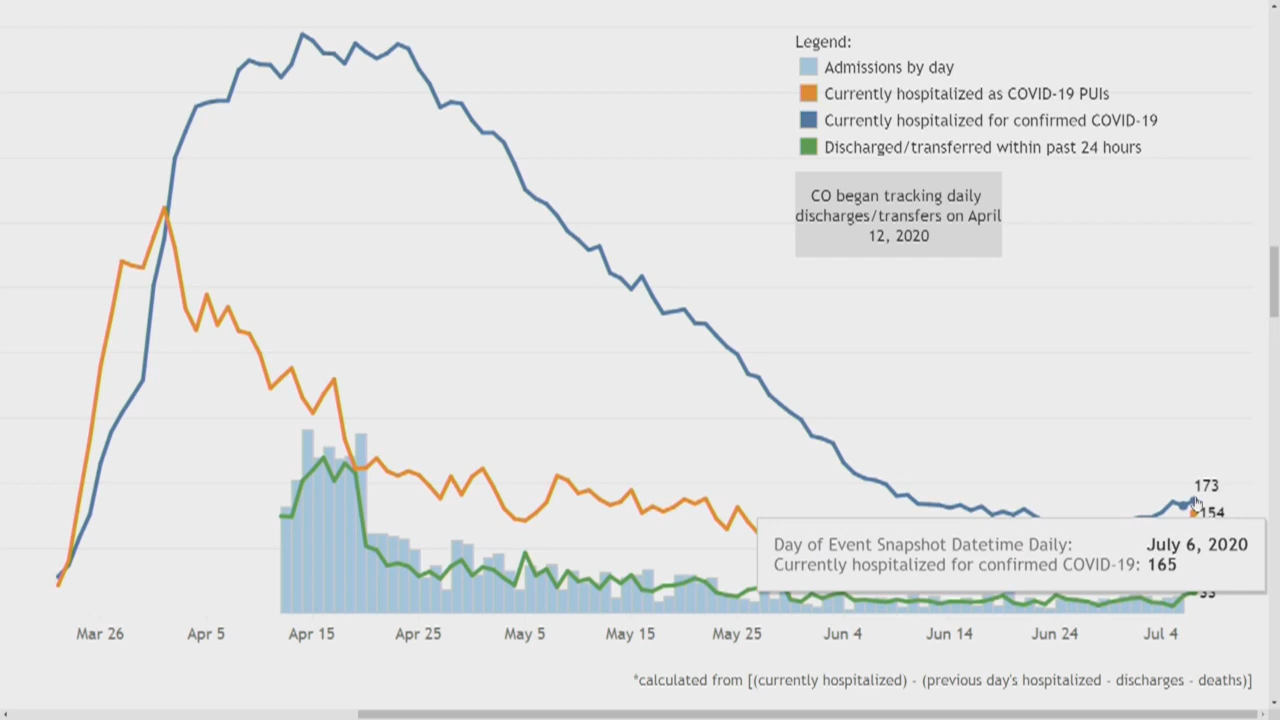 Legend:
Admissions by day
Currently hospitalized as COVID-19 PUIs
Currently hospitalized for confirmed COVID-19
Discharged/transferred within past 24 hours
CO began tracking daily
discharges/transfers on April
12, 2020
173
154
Day of Event Snapshot Datetime Daily: July 6, 2020
Currently hospitalized for confirmed COVID-19: 165
33
Mar 26 Apr 5 Apr 15 Apr 25 May 5 May 15 May 25 Jun 4 Jun 14 Jun 24 Jul 4
*calculated from [(currently hospitalized) - (previous day's hospitalized - discharges - deaths)]